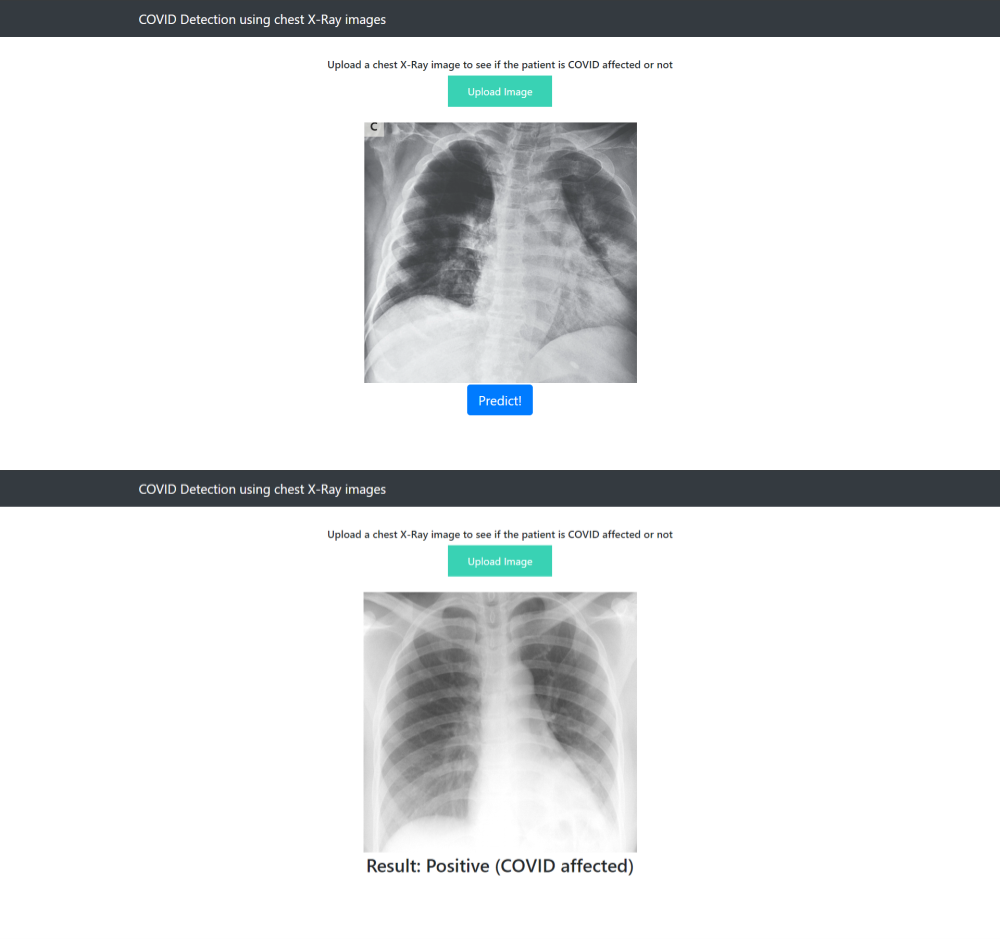 COVID Detection using chest X-Ray images
Upload a chest X-Ray image to see if the patient is COVID affected or not
Upload Image
C
Predict!
COVID Detection using chest X-Ray images
Upload a chest X-Ray image to see if the patient is COVID affected or not
Upload Image
Result: Positive (COVID affected)